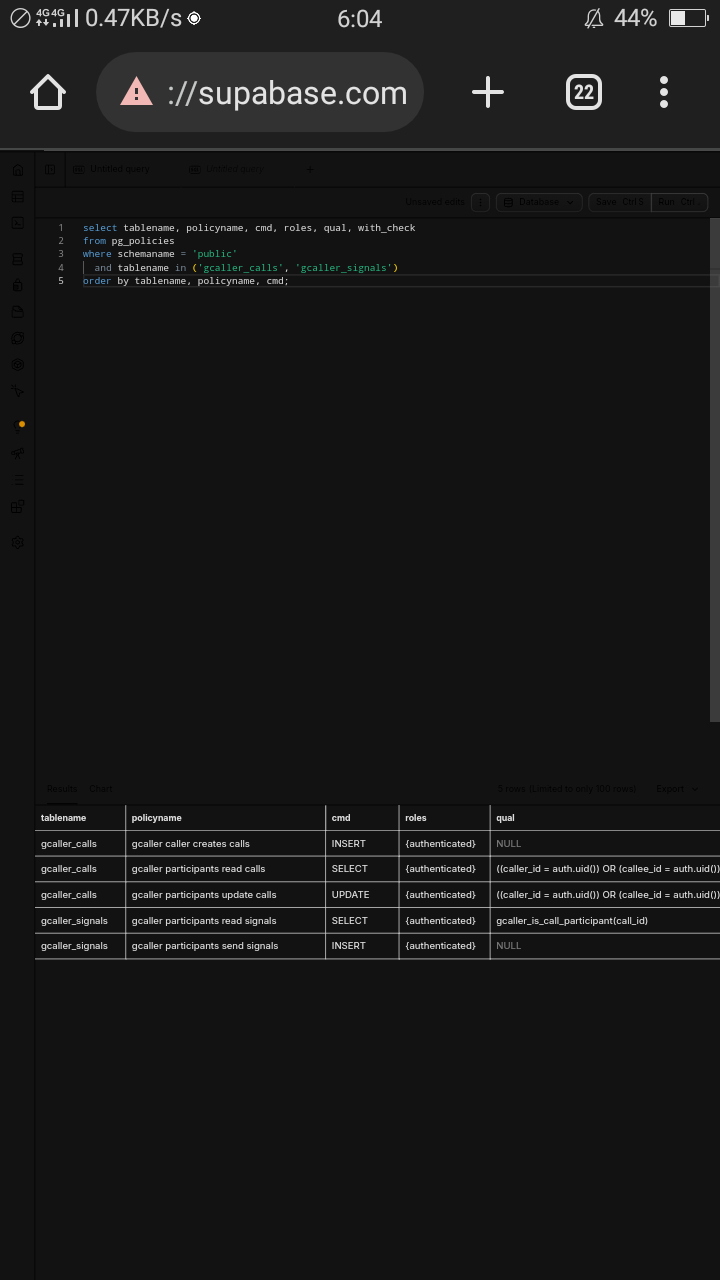 4G 4G 0.47KB/s 6:04 44%
://supabase.com 22
Untitled query Untitled query +
Unsaved edits Database Save Ctrl S Run Ctrl
1 select tablename, policyname, cmd, roles, qual, with_check
2 from pg_policies
3 where schemaname = 'public'
4 and tablename in ('gcaller_calls', 'gcaller_signals')
5 order by tablename, policyname, cmd;
Results Chart 5 rows (Limited to only 100 rows) Export
tablename policyname cmd roles qual
gcaller_calls gcaller caller creates calls INSERT {authenticated} NULL
gcaller_calls gcaller participants read calls SELECT {authenticated} ((caller_id = auth.uid()) OR (callee_id = auth.uid())
gcaller_calls gcaller participants update calls UPDATE {authenticated} ((caller_id = auth.uid()) OR (callee_id = auth.uid())
gcaller_signals gcaller participants read signals SELECT {authenticated} gcaller_is_call_participant(call_id)
gcaller_signals gcaller participants send signals INSERT {authenticated} NULL